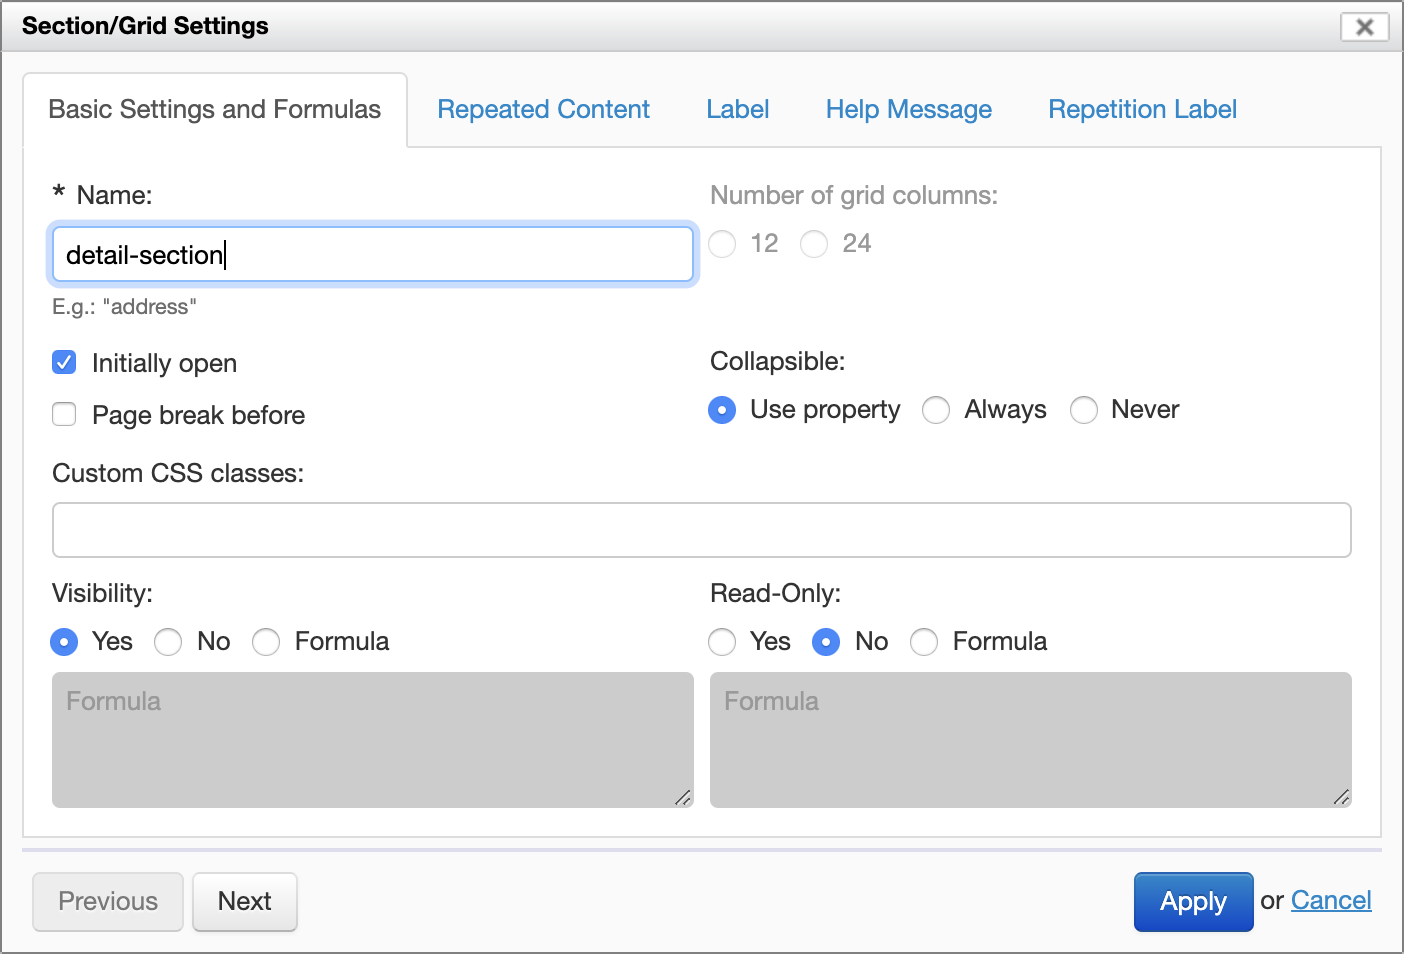 Section/Grid Settings
Basic Settings and Formulas Repeated Content Label Help Message Repetition Label
* Name: Number of grid columns:
detail-section 12 24
E.g.: "address"
Initially open Collapsible:
Page break before Use property Always Never
Custom CSS classes:
Visibility: Read-Only:
Yes No Formula Yes No Formula
Formula Formula
Previous Next Apply or Cancel